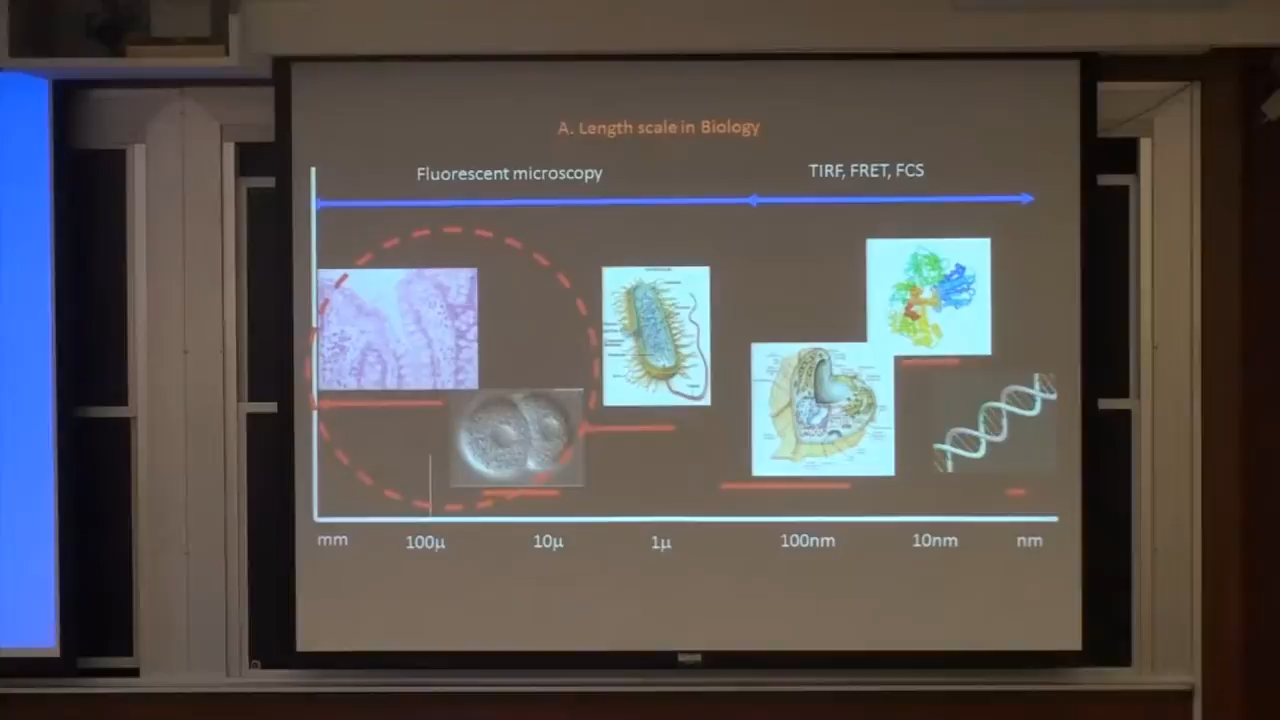 A. Length scale in Biology
Fluorescent microscopy
TIRF, FRET, FCS
mm 100µ 10µ 1µ 100nm 10nm nm